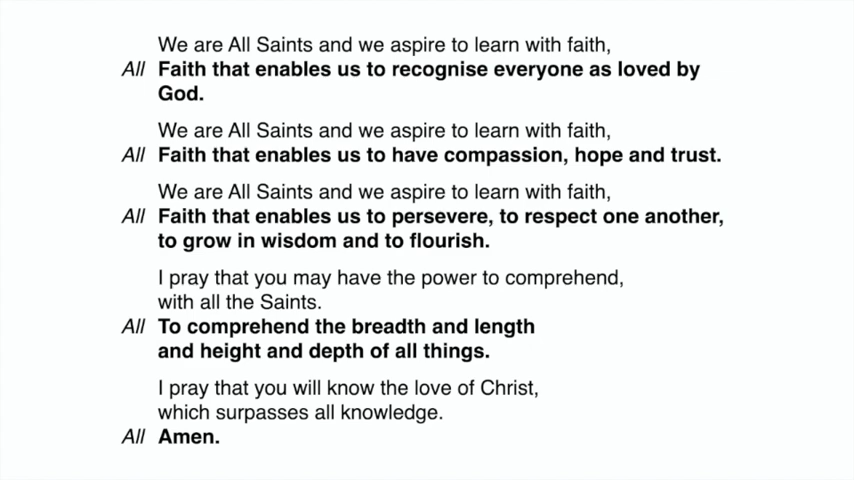 We are All Saints and we aspire to learn with faith,
All Faith that enables us to recognise everyone as loved by
God.
We are All Saints and we aspire to learn with faith,
All Faith that enables us to have compassion, hope and trust.
We are All Saints and we aspire to learn with faith,
All Faith that enables us to persevere, to respect one another,
to grow in wisdom and to flourish.
I pray that you may have the power to comprehend,
with all the Saints.
All To comprehend the breadth and length
and height and depth of all things.
I pray that you will know the love of Christ,
which surpasses all knowledge.
All Amen.